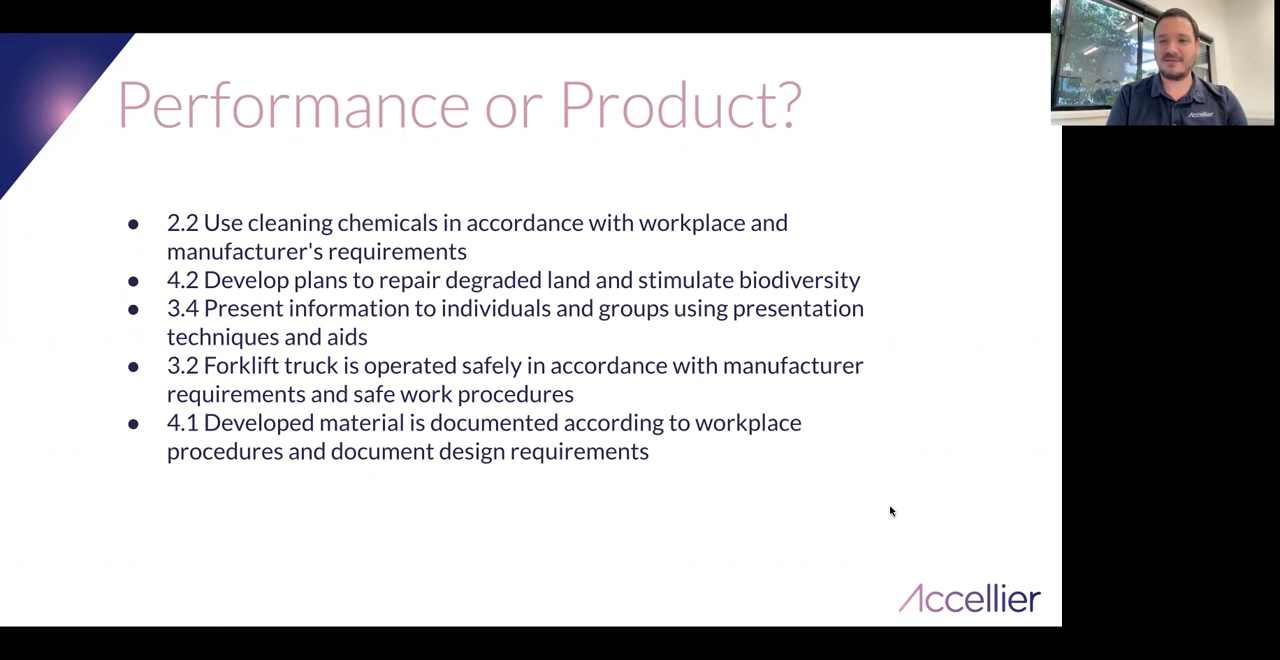 Performance or Product?
● 2.2 Use cleaning chemicals in accordance with workplace and
manufacturer's requirements
● 4.2 Develop plans to repair degraded land and stimulate biodiversity
● 3.4 Present information to individuals and groups using presentation
techniques and aids
● 3.2 Forklift truck is operated safely in accordance with manufacturer
requirements and safe work procedures
● 4.1 Developed material is documented according to workplace
procedures and document design requirements
Accellier
Accellier